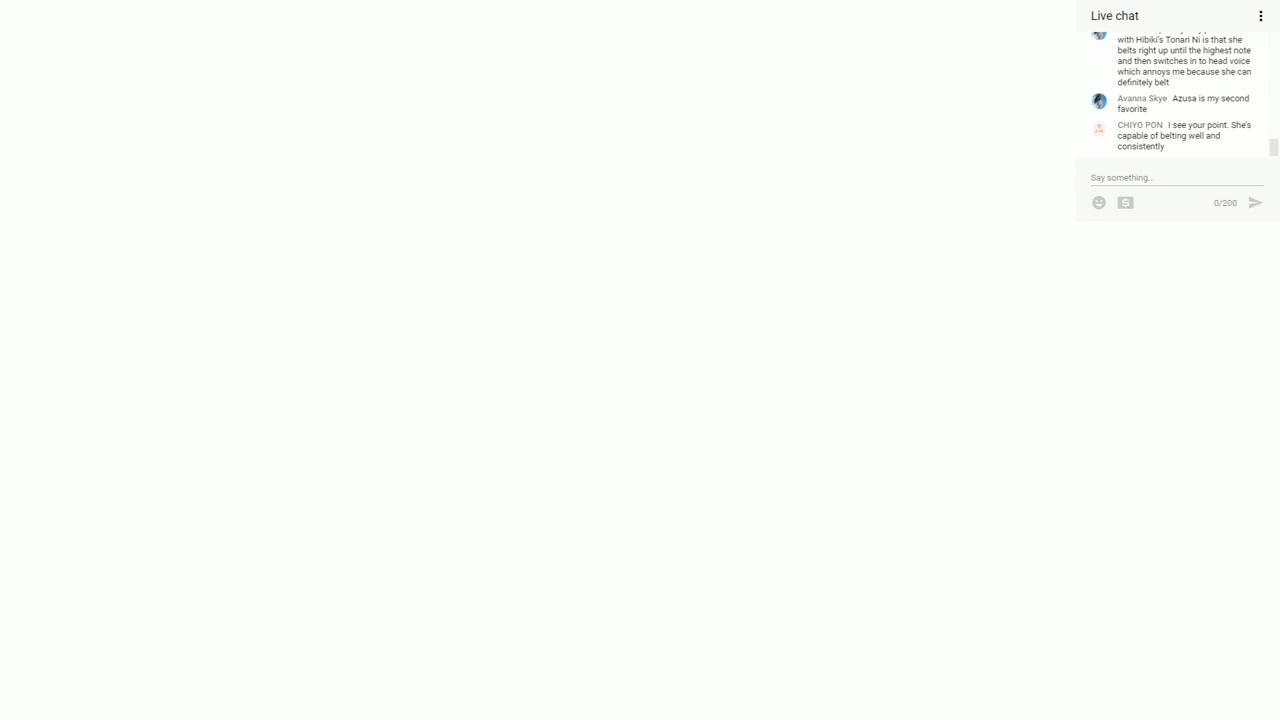 Live chat
with Hibiki's Tonari Ni is that she
belts right up until the highest note
and then switches in to head voice
which annoys me because she can
definitely belt
Avanna Skye Azusa is my second
favorite
CHIYO PON I see your point. She's
capable of belting well and
consistently
Say something...
0/200